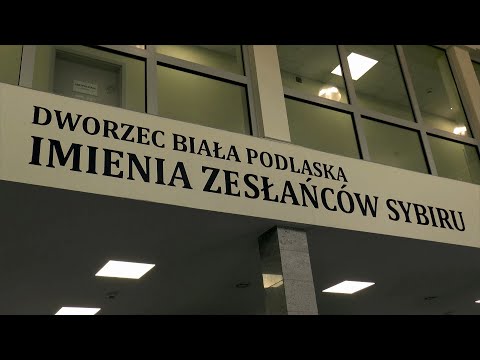 DWORZEC BIAŁA PODLASKA
IMIENIA ZESŁAŃCÓW SYBIRU